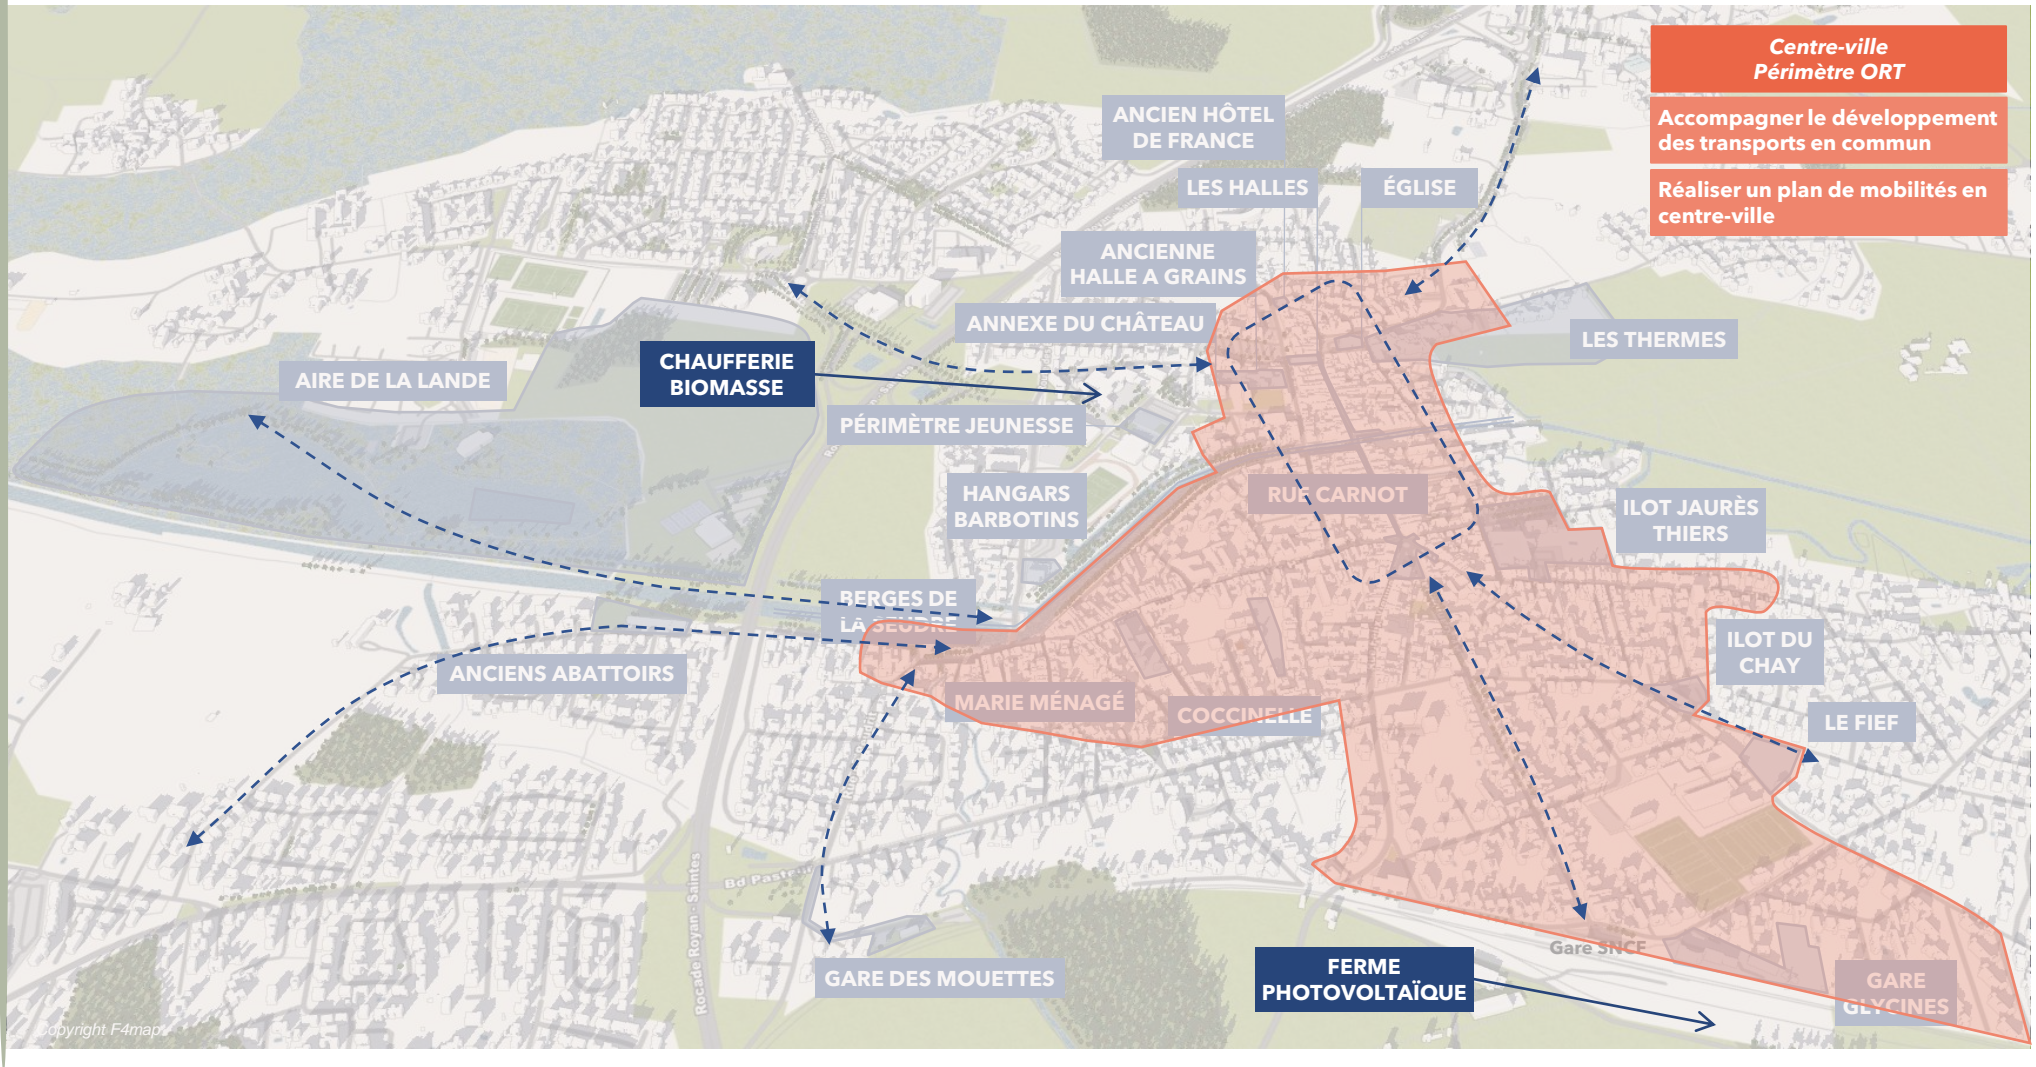 Centre-ville
Périmètre ORT
Accompagner le développement
des transports en commun
Réaliser un plan de mobilités en
centre-ville
ANCIEN HÔTEL
DE FRANCE
LES HALLES
ÉGLISE
ANCIENNE
HALLE A GRAINS
ANNEXE DU CHÂTEAU
LES THERMES
CHAUFFERIE
BIOMASSE
AIRE DE LA LANDE
PÉRIMÈTRE JEUNESSE
HANGARS
BARBOTINS
RUE CARNOT
ILOT JAURÈS
THIERS
BERGES DE
LA SEUDRE
ILOT DU
CHAY
ANCIENS ABATTOIRS
MARIE MÉNAGÉ
COCCINELLE
LE FIEF
Bd Pasteur
Rocade Royan - Saintes
Gare SNCF
GARE DES MOUETTES
FERME
PHOTOVOLTAÏQUE
GARE
GLYCINES
Copyright F4map